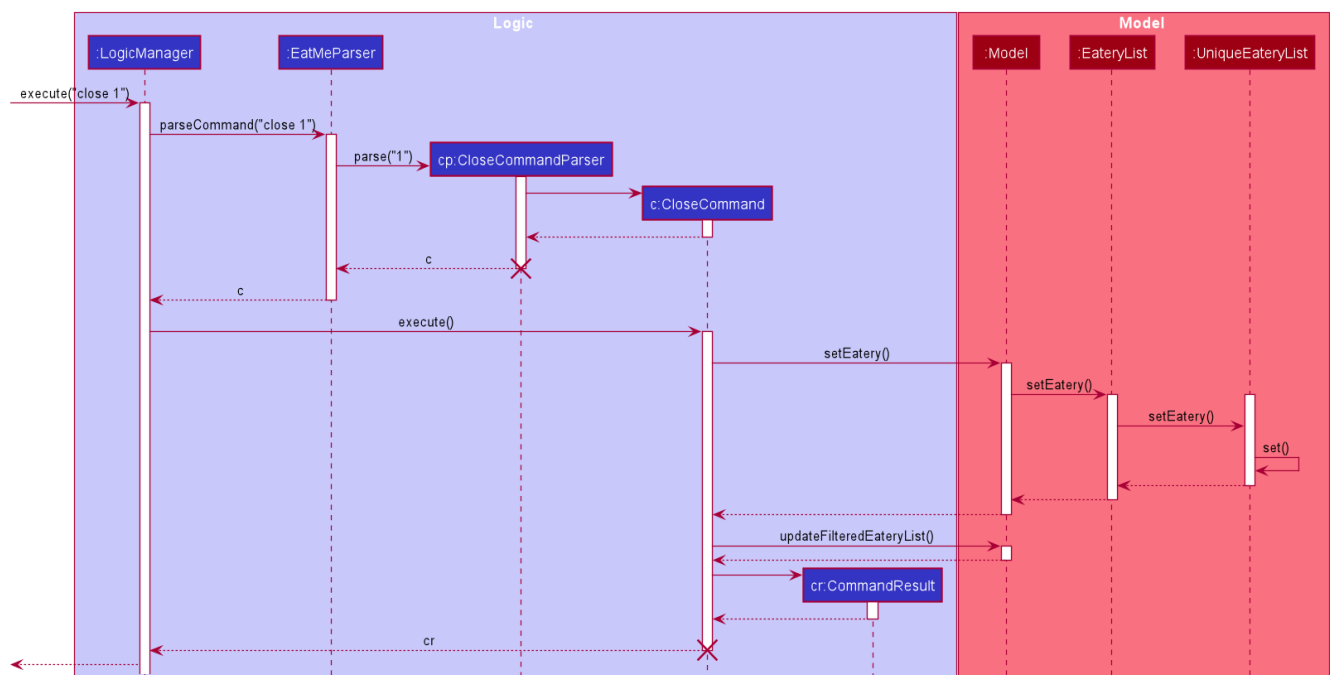 Logic
Model
:LogicManager
:EatMeParser
:Model
:EateryList
:UniqueEateryList
execute("close 1")
parseCommand("close 1")
parse("1")
cp:CloseCommandParser
c:CloseCommand
c
c
execute()
setEatery()
setEatery()
setEatery()
set()
updateFilteredEateryList()
cr:CommandResult
cr